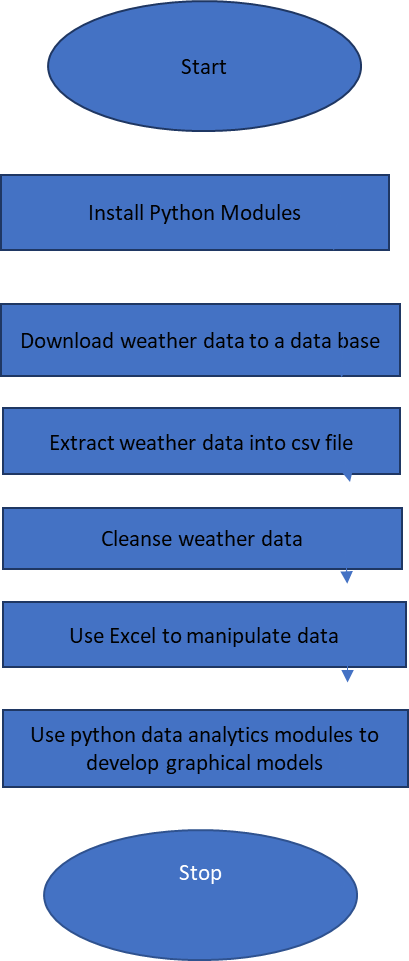 Start
Install Python Modules
Download weather data to a data base
Extract weather data into csv file
Cleanse weather data
Use Excel to manipulate data
Use python data analytics modules to
develop graphical models
Stop